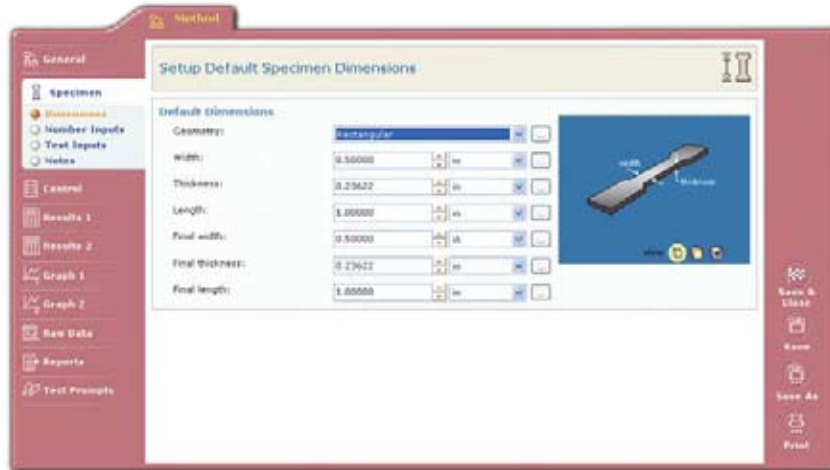 Method
General
Specimen
Dimensions
Number Inputs
Text Inputs
Notes
Control
Results 1
Results 2
Graph 1
Graph 2
Raw Data
Reports
Test Prompts
Setup Default Specimen Dimensions
Default Dimensions
Geometry: Rectangular
Width: 0.50000 in
Thickness: 0.23622 in
Length: 1.00000 in
Final width: 0.50000 in
Final thickness: 0.23622 in
Final length: 1.00000 in
width
thickness
Save & Close
Save
Save As
Print